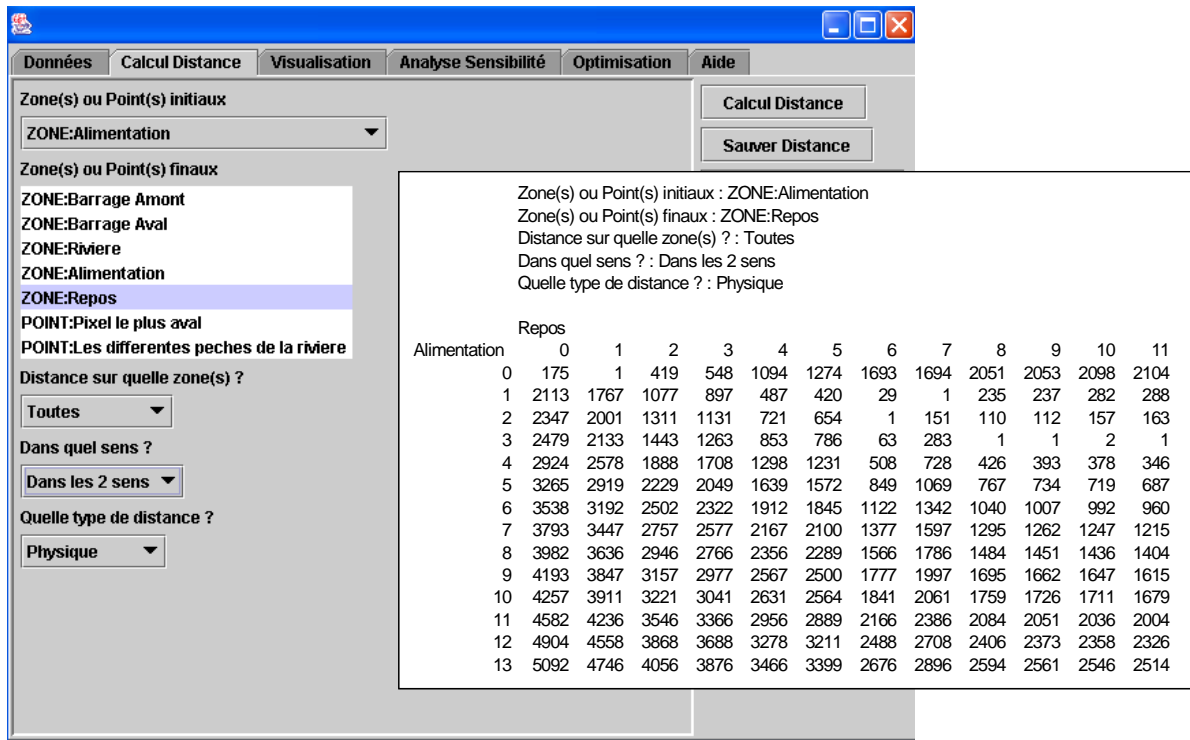 Données Calcul Distance Visualisation Analyse Sensibilité Optimisation Aide
Zone(s) ou Point(s) initiaux
ZONE:Alimentation
Zone(s) ou Point(s) finaux
ZONE:Barrage Amont
ZONE:Barrage Aval
ZONE:Riviere
ZONE:Alimentation
ZONE:Repos
POINT:Pixel le plus aval
POINT:Les differentes peches de la riviere
Distance sur quelle zone(s) ?
Toutes
Dans quel sens ?
Dans les 2 sens
Quelle type de distance ?
Physique
Calcul Distance
Sauver Distance
Zone(s) ou Point(s) initiaux : ZONE:Alimentation
Zone(s) ou Point(s) finaux : ZONE:Repos
Distance sur quelle zone(s) ? : Toutes
Dans quel sens ? : Dans les 2 sens
Quelle type de distance ? : Physique
Repos
Alimentation 0 1 2 3 4 5 6 7 8 9 10 11
0 175 1 419 548 1094 1274 1693 1694 2051 2053 2098 2104
1 2113 1767 1077 897 487 420 29 1 235 237 282 288
2 2347 2001 1311 1131 721 654 1 151 110 112 157 163
3 2479 2133 1443 1263 853 786 63 283 1 1 2 1
4 2924 2578 1888 1708 1298 1231 508 728 426 393 378 346
5 3265 2919 2229 2049 1639 1572 849 1069 767 734 719 687
6 3538 3192 2502 2322 1912 1845 1122 1342 1040 1007 992 960
7 3793 3447 2757 2577 2167 2100 1377 1597 1295 1262 1247 1215
8 3982 3636 2946 2766 2356 2289 1566 1786 1484 1451 1436 1404
9 4193 3847 3157 2977 2567 2500 1777 1997 1695 1662 1647 1615
10 4257 3911 3221 3041 2631 2564 1841 2061 1759 1726 1711 1679
11 4582 4236 3546 3366 2956 2889 2166 2386 2084 2051 2036 2004
12 4904 4558 3868 3688 3278 3211 2488 2708 2406 2373 2358 2326
13 5092 4746 4056 3876 3466 3399 2676 2896 2594 2561 2546 2514